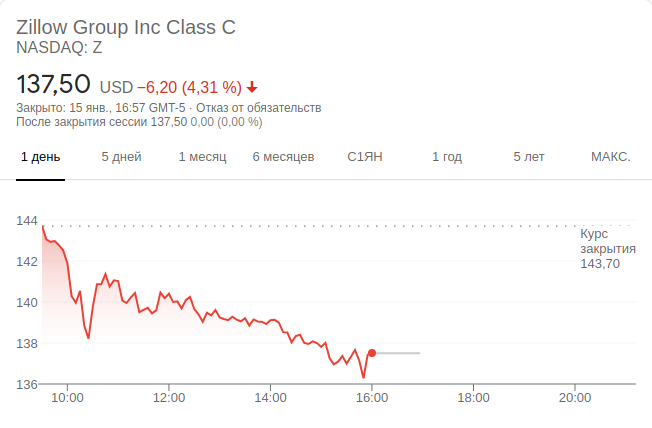 Zillow Group Inc Class C
NASDAQ: Z
137,50 USD −6,20 (4,31 %)
Закрыто: 15 янв., 16:57 GMT-5 · Отказ от обязательств
После закрытия сессии 137,50 0,00 (0,00 %)
1 день 5 дней 1 месяц 6 месяцев С1ЯН 1 год 5 лет МАКС.
144
Курс
закрытия
143,70
142
140
138
136
10:00 12:00 14:00 16:00 18:00 20:00